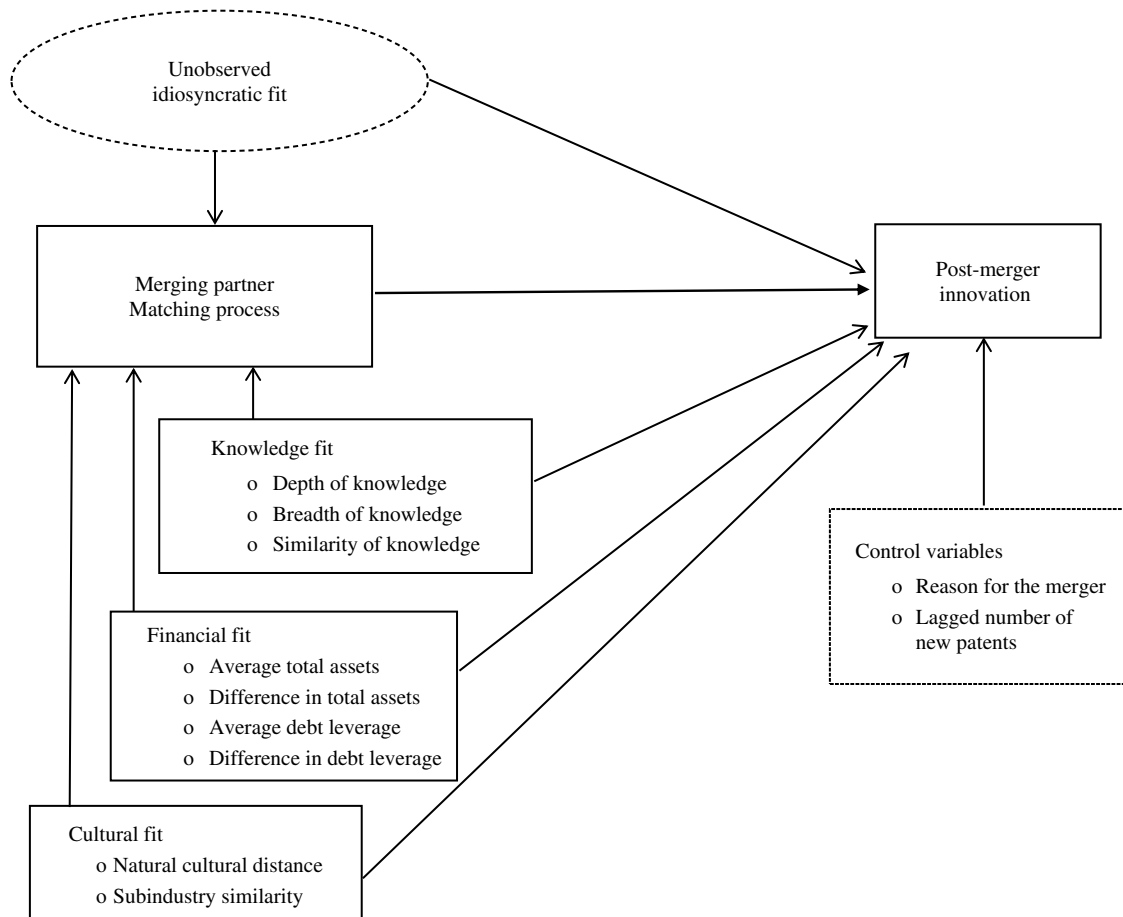 Unobserved
idiosyncratic fit
Merging partner
Matching process
Post-merger
innovation
Knowledge fit
o Depth of knowledge
o Breadth of knowledge
o Similarity of knowledge
Control variables
o Reason for the merger
o Lagged number of
new patents
Financial fit
o Average total assets
o Difference in total assets
o Average debt leverage
o Difference in debt leverage
Cultural fit
o Natural cultural distance
o Subindustry similarity